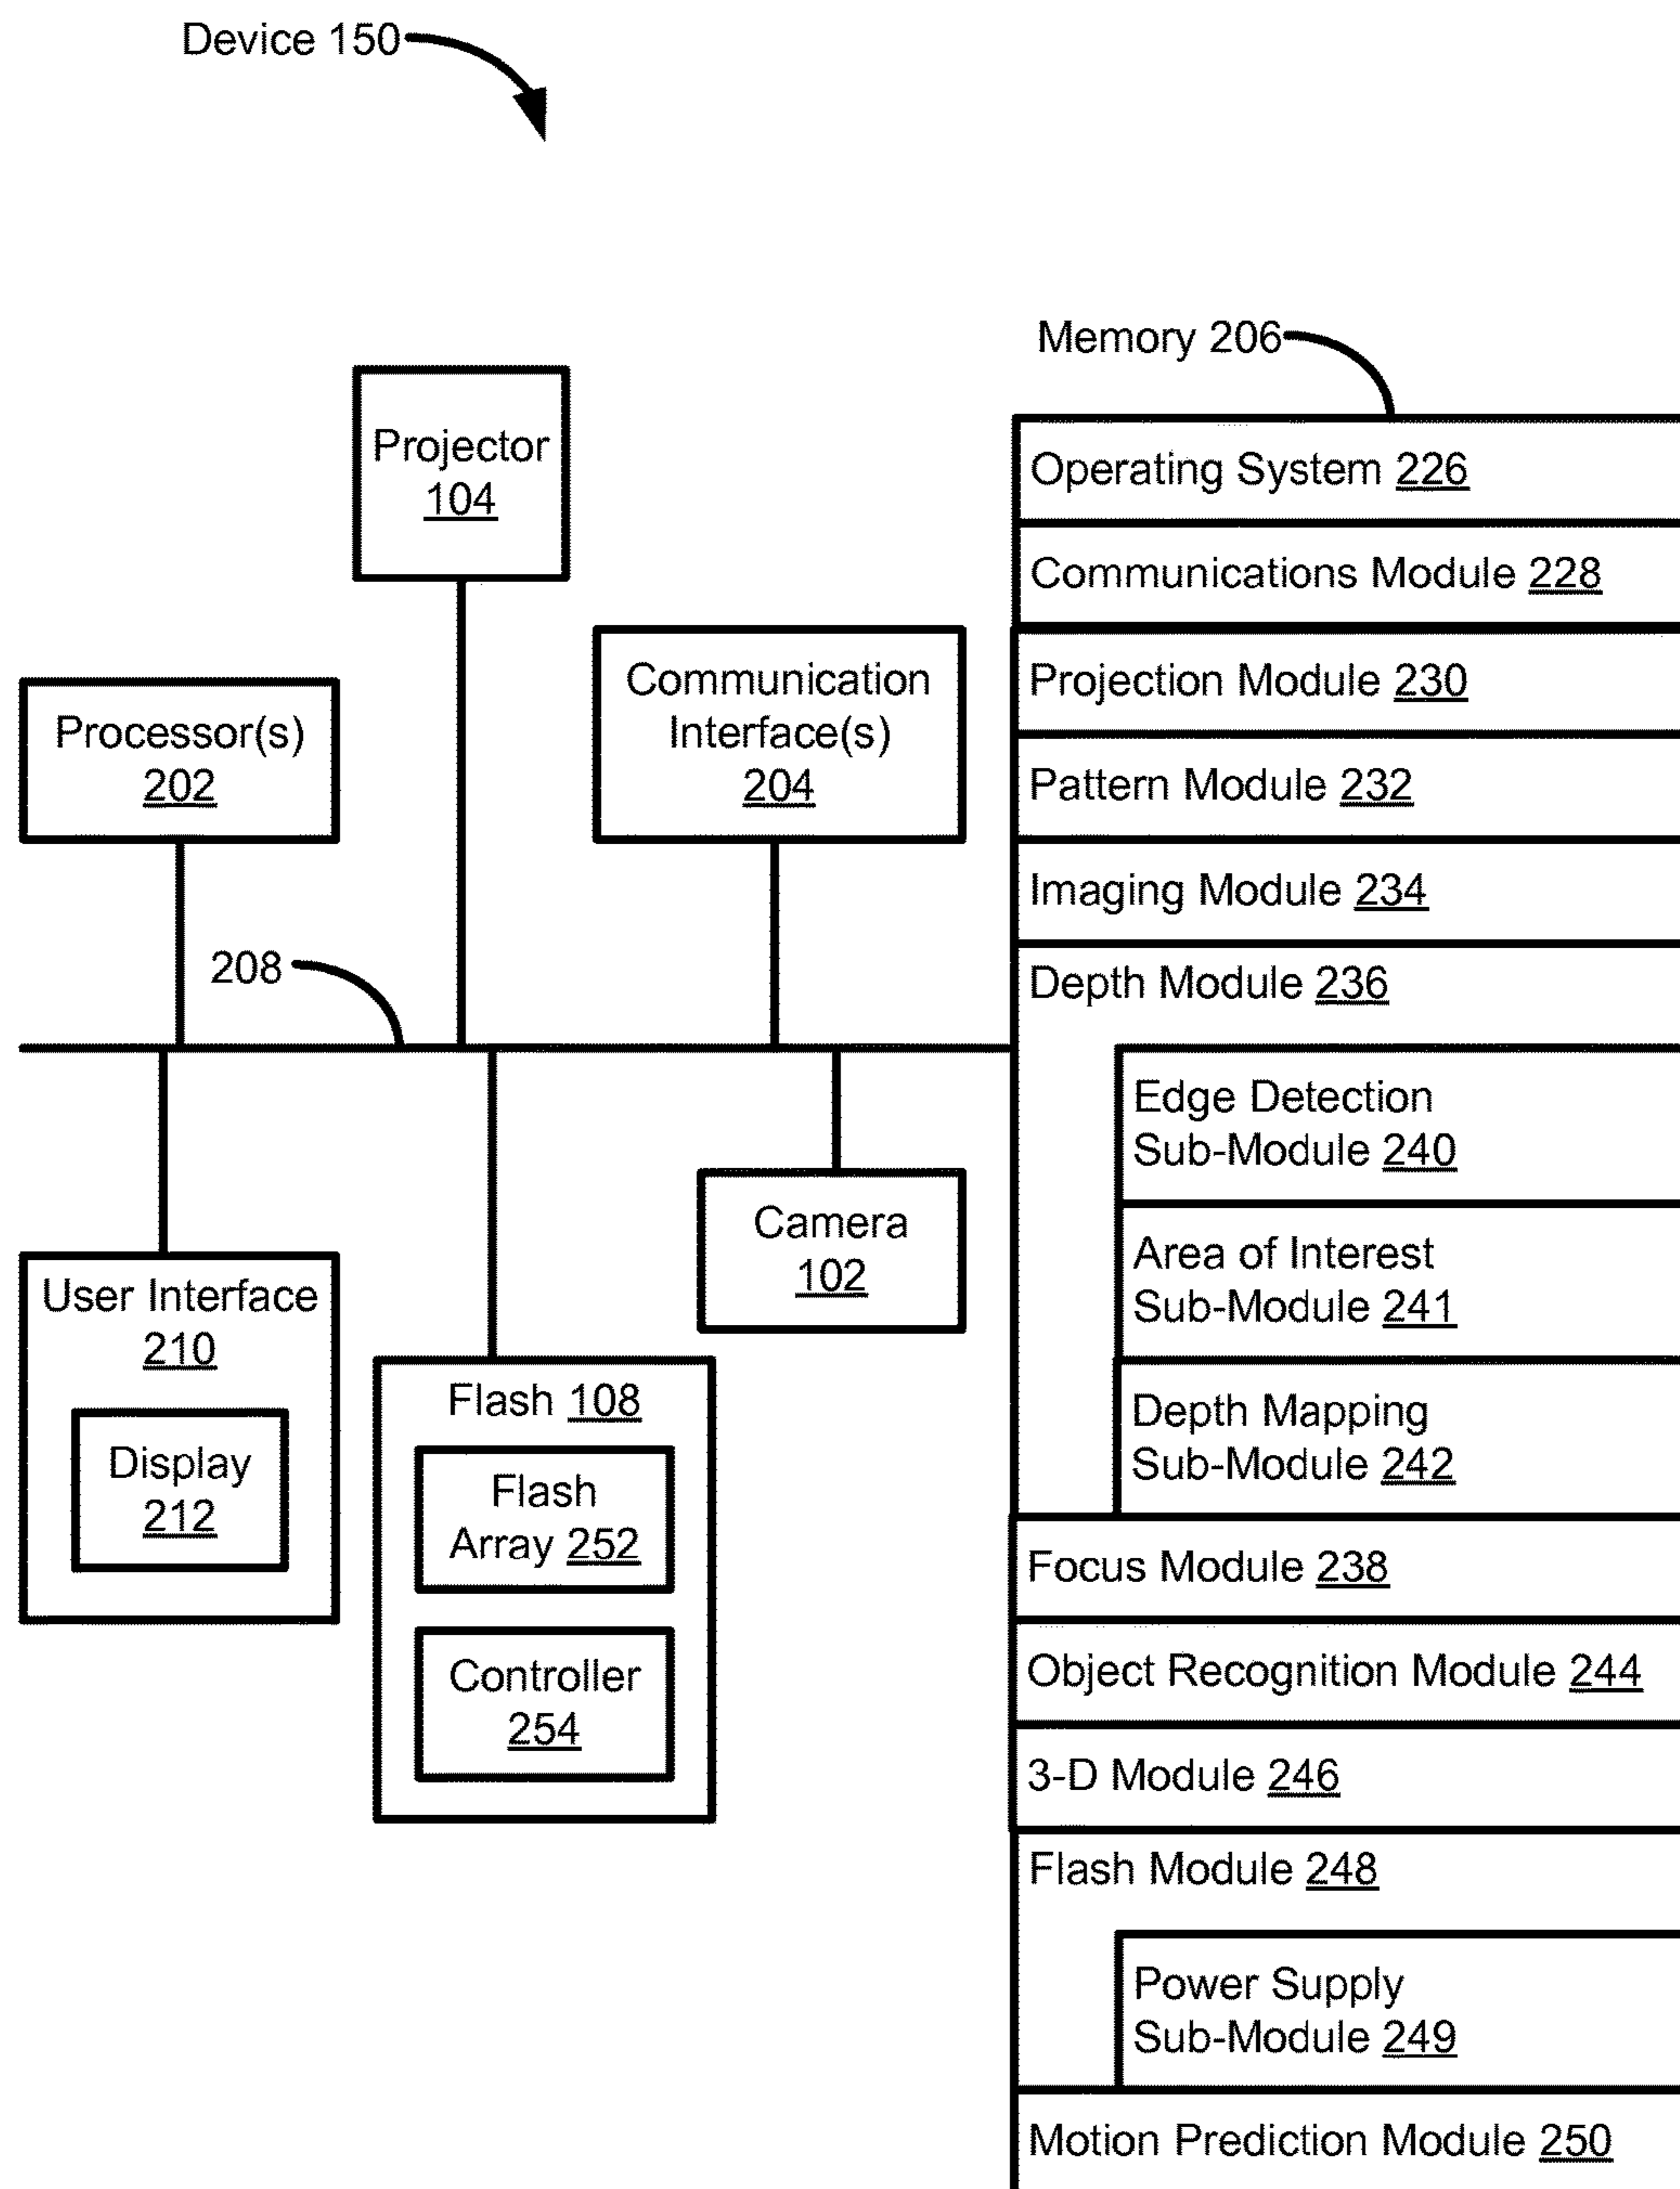 Device 150
Projector
104
Processor(s)
202
Communication
Interface(s)
204
208
User Interface
210
Display
212
Flash 108
Flash
Array 252
Controller
254
Camera
102
Memory 206
Operating System 226
Communications Module 228
Projection Module 230
Pattern Module 232
Imaging Module 234
Depth Module 236
Edge Detection
Sub-Module 240
Area of Interest
Sub-Module 241
Depth Mapping
Sub-Module 242
Focus Module 238
Object Recognition Module 244
3-D Module 246
Flash Module 248
Power Supply
Sub-Module 249
Motion Prediction Module 250